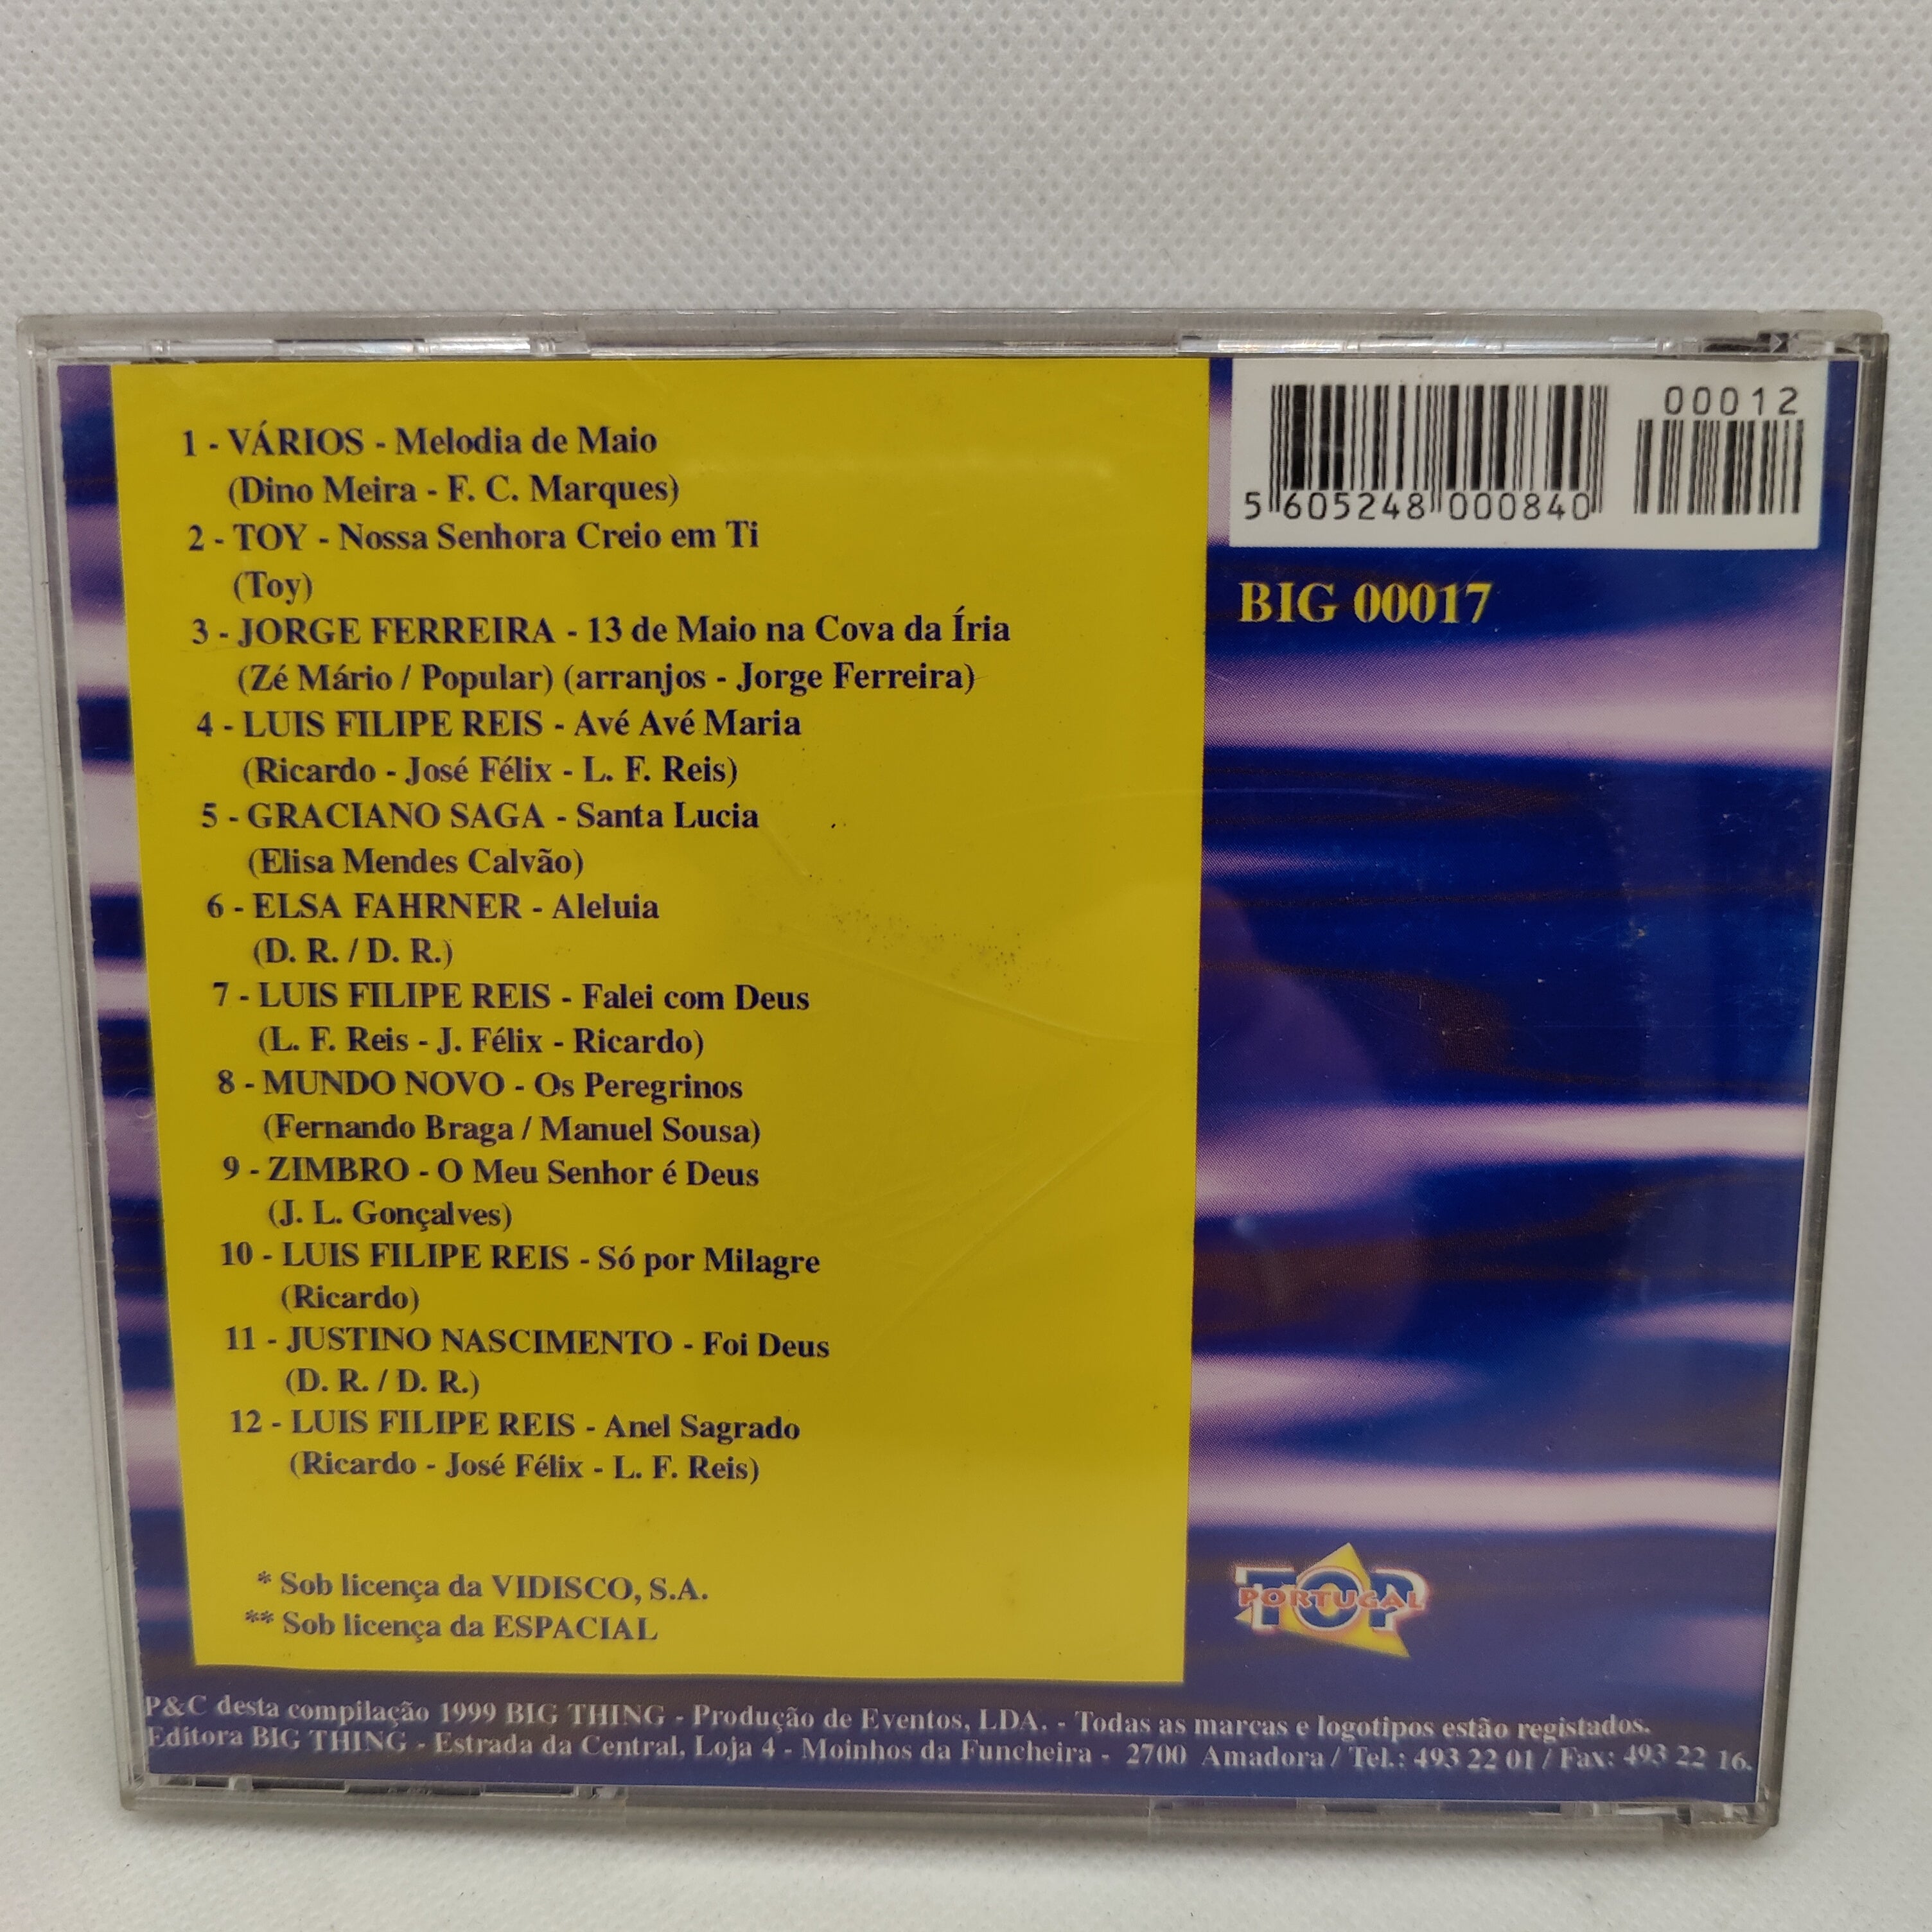 1 - VÁRIOS - Melodia de Maio
(Dino Meira - F. C. Marques)
2 - TOY - Nossa Senhora Creio em Ti
(Toy)
3 - JORGE FERREIRA - 13 de Maio na Cova da Íria
(Zé Mário / Popular) (arranjos - Jorge Ferreira)
4 - LUIS FILIPE REIS - Avé Avé Maria
(Ricardo - José Félix - L. F. Reis)
5 - GRACIANO SAGA - Santa Lucia
(Elisa Mendes Calvão)
6 - ELSA FAHRNER - Aleluia
(D. R. / D. R.)
7 - LUIS FILIPE REIS - Falei com Deus
(L. F. Reis - J. Félix - Ricardo)
8 - MUNDO NOVO - Os Peregrinos
(Fernando Braga / Manuel Sousa)
9 - ZIMBRO - O Meu Senhor é Deus
(J. L. Gonçalves)
10 - LUIS FILIPE REIS - Só por Milagre
(Ricardo)
11 - JUSTINO NASCIMENTO - Foi Deus
(D. R. / D. R.)
12 - LUIS FILIPE REIS - Anel Sagrado
(Ricardo - José Félix - L. F. Reis)
* Sob licença da VIDISCO, S.A.
** Sob licença da ESPACIAL
00012
5 605248 000840
BIG 00017
TOP
PORTUGAL
P&C desta compilação 1999 BIG THING - Produção de Eventos, LDA. - Todas as marcas e logotipos estão registados.
Editora BIG THING - Estrada da Central, Loja 4 - Moinhos da Funcheira - 2700 Amadora / Tel.: 493 22 01 / Fax: 493 22 16.